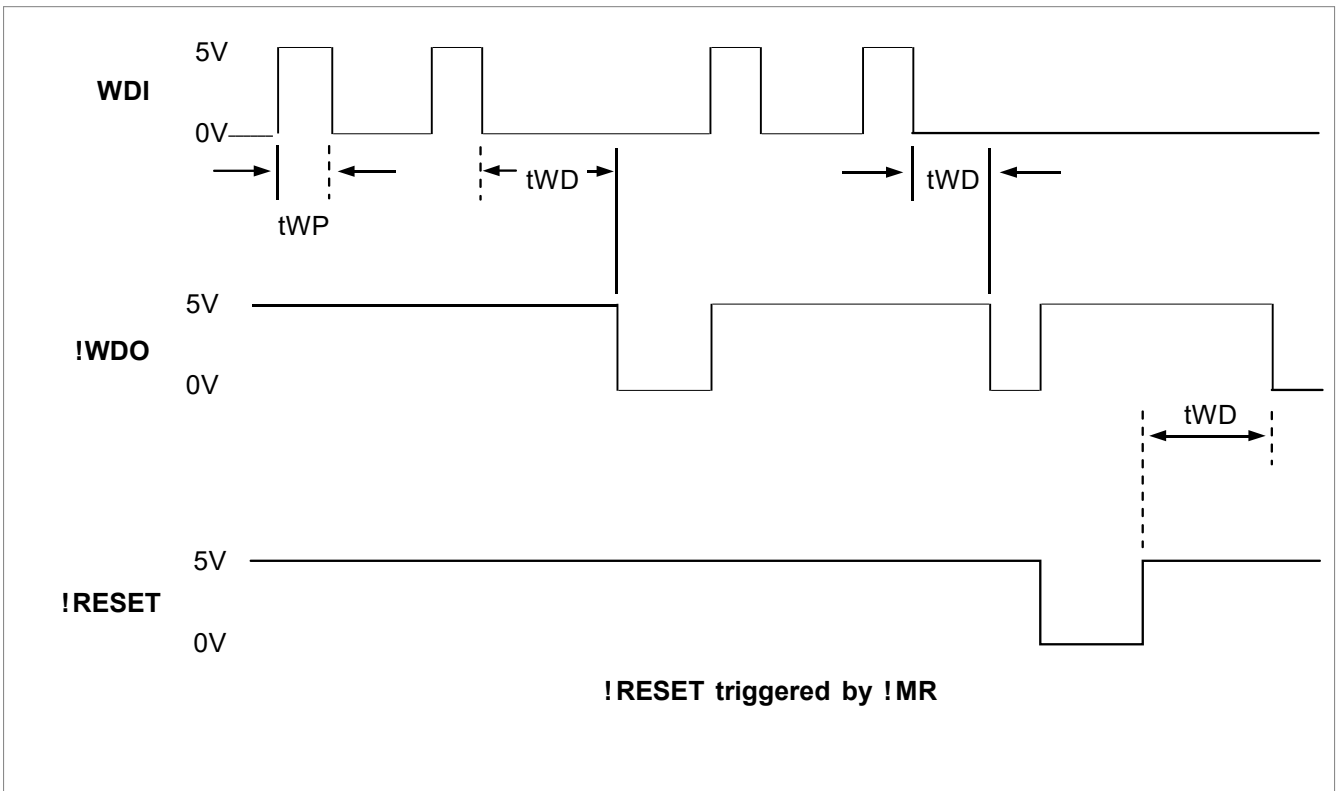 5V
WDI
0V
tWD
tWD
tWP
5V
!WDO
0V
tWD
5V
!RESET
0V
!RESET triggered by !MR